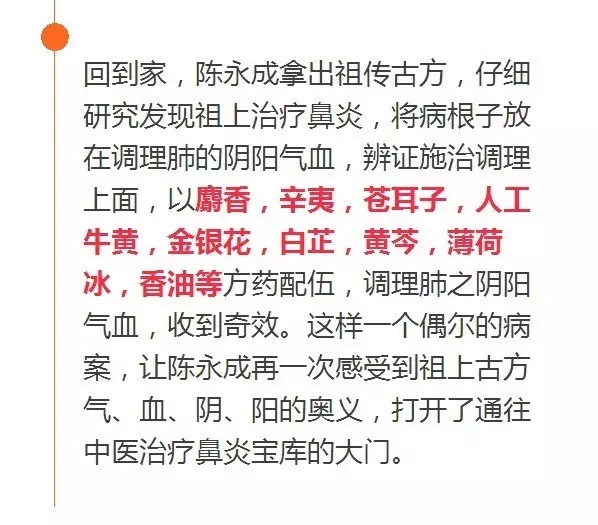 回到家，陈永成拿出祖传古方，仔细
研究发现祖上治疗鼻炎，将病根子放
在调理肺的阴阳气血，辨证施治调理
上面，以麝香，辛夷，苍耳子，人工
牛黄，金银花，白芷，黄芩，薄荷
冰，香油等方药配伍，调理肺之阴阳
气血，收到奇效。这样一个偶尔的病
案，让陈永成再一次感受到祖上古方
气、血、阴、阳的奥义，打开了通往
中医治疗鼻炎宝库的大门。